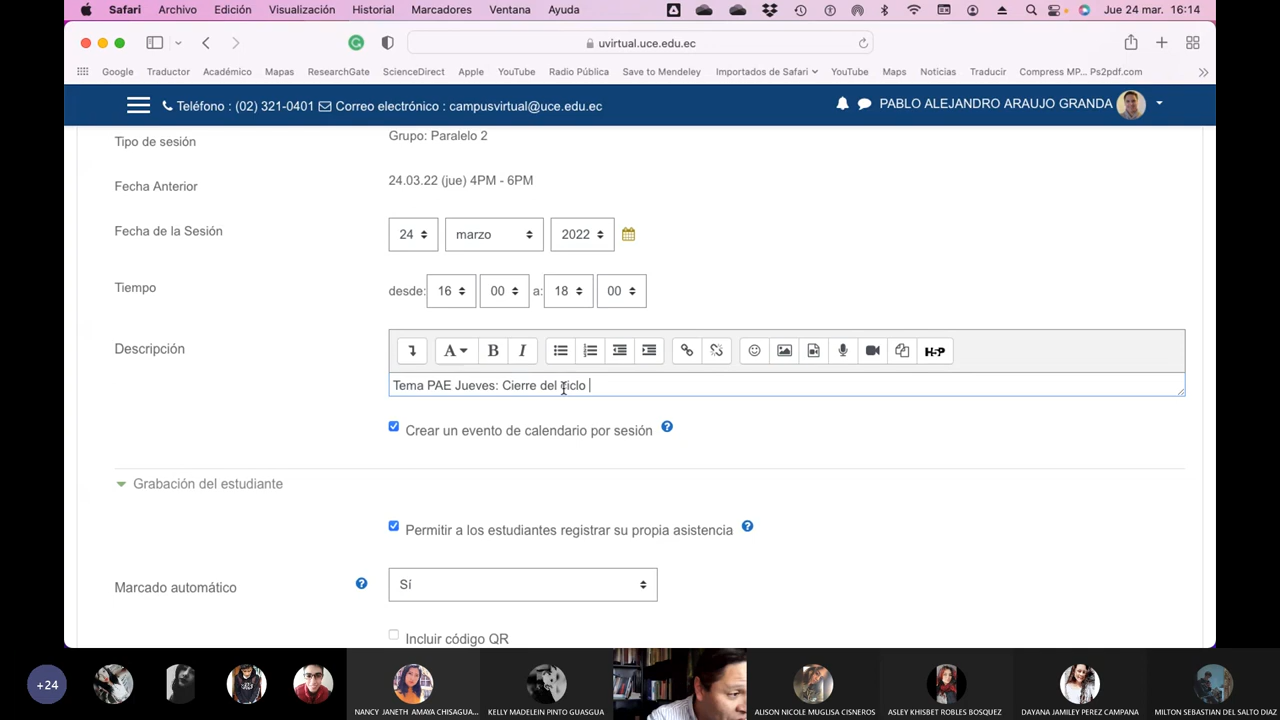 Safari Archivo Edición Visualización Historial Marcadores Ventana Ayuda Jue 24 mar. 16:14
uvirtual.uce.edu.ec
Google Traductor Académico Mapas ResearchGate ScienceDirect Apple YouTube Radio Pública Save to Mendeley Importados de Safari YouTube Maps Noticias Traducir Compress MP... Ps2pdf.com
Teléfono : (02) 321-0401 Correo electrónico : campusvirtual@uce.edu.ec PABLO ALEJANDRO ARAUJO GRANDA
Tipo de sesión Grupo: Paralelo 2
Fecha Anterior 24.03.22 (jue) 4PM - 6PM
Fecha de la Sesión 24 marzo 2022
Tiempo desde: 16 00 a: 18 00
Descripción A B I H-P
Tema PAE Jueves: Cierre del ciclo
Crear un evento de calendario por sesión
Grabación del estudiante
Permitir a los estudiantes registrar su propia asistencia
Marcado automático Sí
Incluir código QR
+24 NANCY JANETH AMAYA CHISAGUA... KELLY MADELEIN PINTO GUASGUA ALISON NICOLE MUGLISA CISNEROS ASLEY KHISBET ROBLES BOSQUEZ DAYANA JAMILEY PEREZ CAMPANA MILTON SEBASTIAN DEL SALTO DIAZ